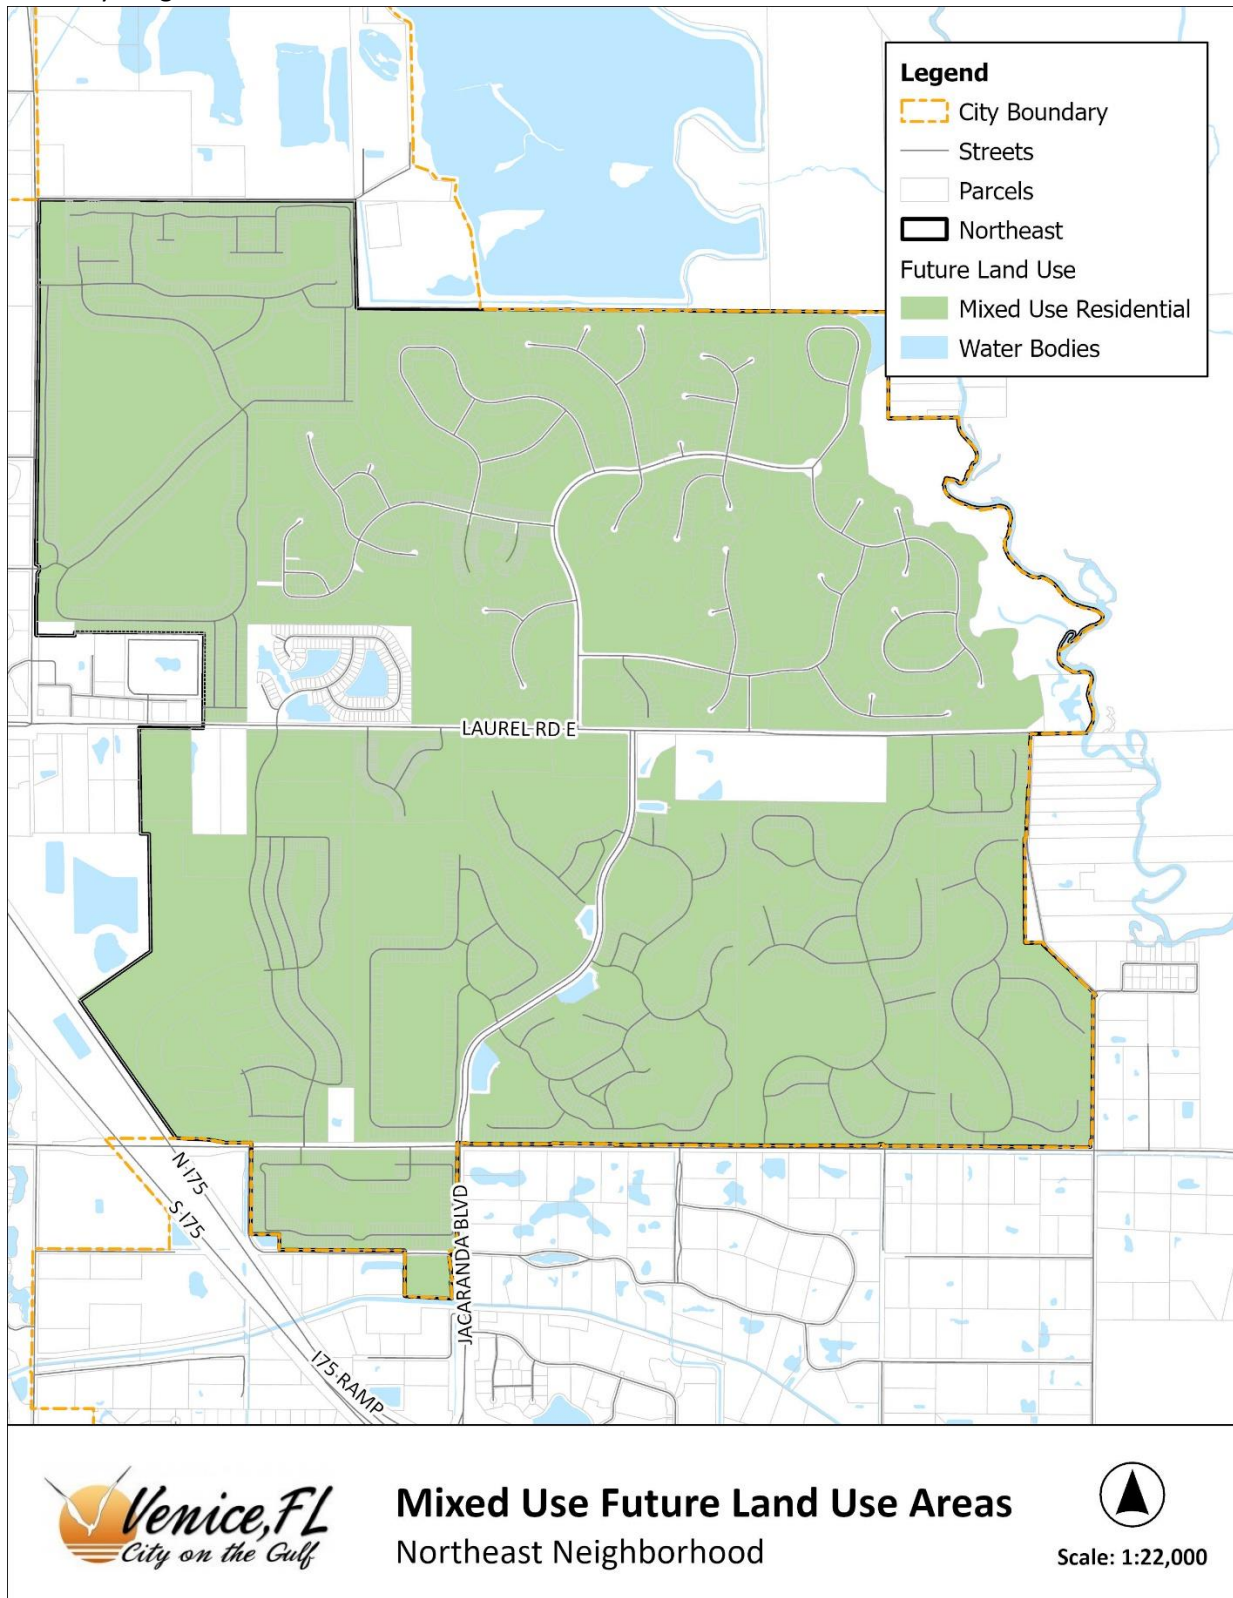 Legend
City Boundary
Streets
Parcels
Northeast
Future Land Use
Mixed Use Residential
Water Bodies
LAUREL RD E
N I75
S I75
JACARANDA BLVD
I75 RAMP
Venice, FL
City on the Gulf
Mixed Use Future Land Use Areas
Northeast Neighborhood
Scale: 1:22,000